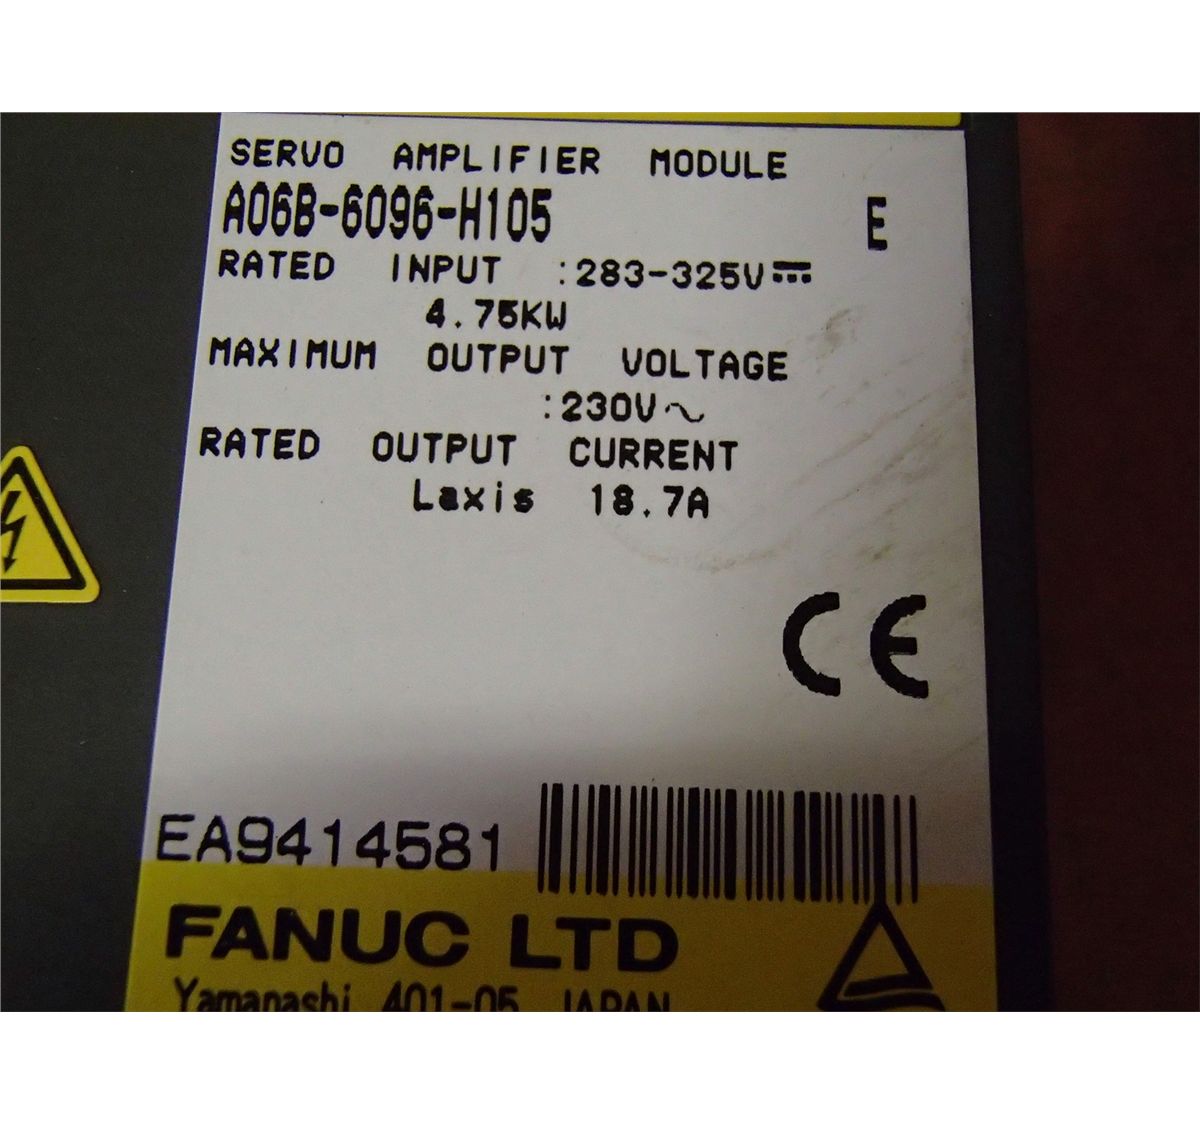 SERVO AMPLIFIER MODULE
A06B-6096-H105 E
RATED INPUT :283-325V⎓
4.75KW
MAXIMUM OUTPUT VOLTAGE
:230V～
RATED OUTPUT CURRENT
Laxis 18.7A
CE
EA9414581
FANUC LTD
Yamanashi 401-05 JAPAN